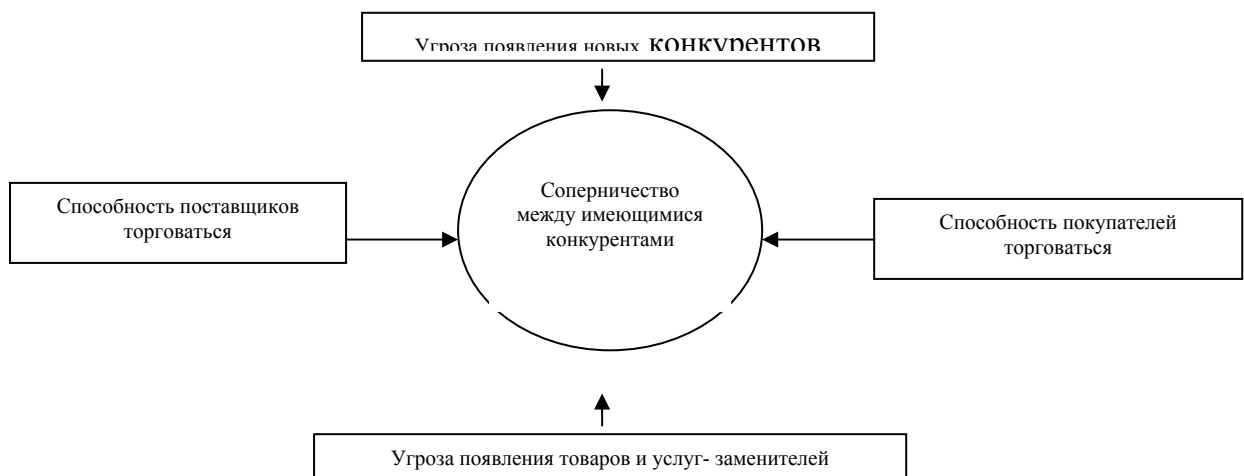 Угроза появления новых конкурентов
Соперничество
между имеющимися
конкурентами
Способность поставщиков
торговаться
Способность покупателей
торговаться
Угроза появления товаров и услуг- заменителей